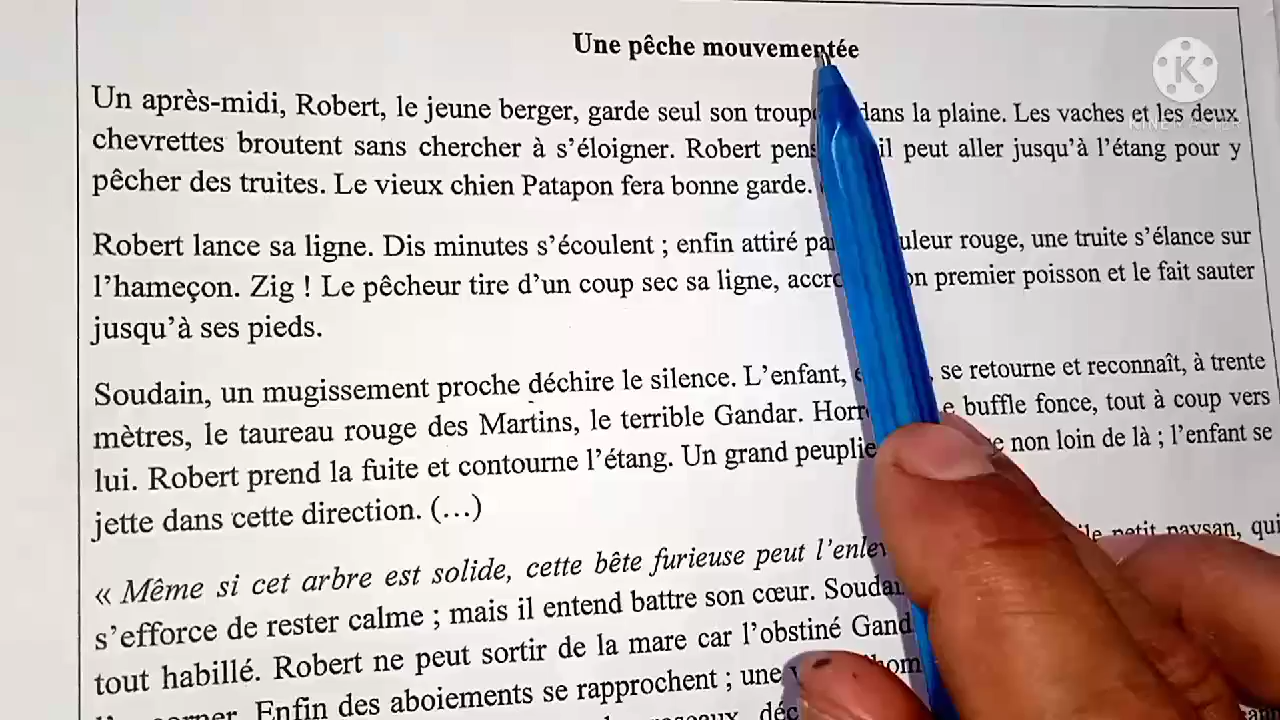 Une pêche mouvementée
Un après-midi, Robert, le jeune berger, garde seul son dans la plaine. Les vaches et les deux
chevrettes broutent sans chercher à s'éloigner. Robert il peut aller jusqu'à l'étang pour y
pêcher des truites. Le vieux chien Patapon fera bonne garde.
Robert lance sa ligne. Dis minutes s'écoulent ; enfin attiré rouge, une truite s'élance sur
l'hameçon. Zig ! Le pêcheur tire d'un coup sec sa ligne, premier poisson et le fait sauter
jusqu'à ses pieds.
Soudain, un mugissement proche déchire le silence. L'enfant, se retourne et reconnaît, à trente
mètres, le taureau rouge des Martins, le terrible Gandar. buffle fonce, tout à coup vers
lui. Robert prend la fuite et contourne l'étang. Un grand non loin de là ; l'enfant se
jette dans cette direction. (…)
« Même si cet arbre est solide, cette bête furieuse peut petit paysan, qui
s'efforce de rester calme ; mais il entend battre son cœur.
tout habillé. Robert ne peut sortir de la mare car l'obstiné
Enfin des aboiements se rapprochent ; une
K